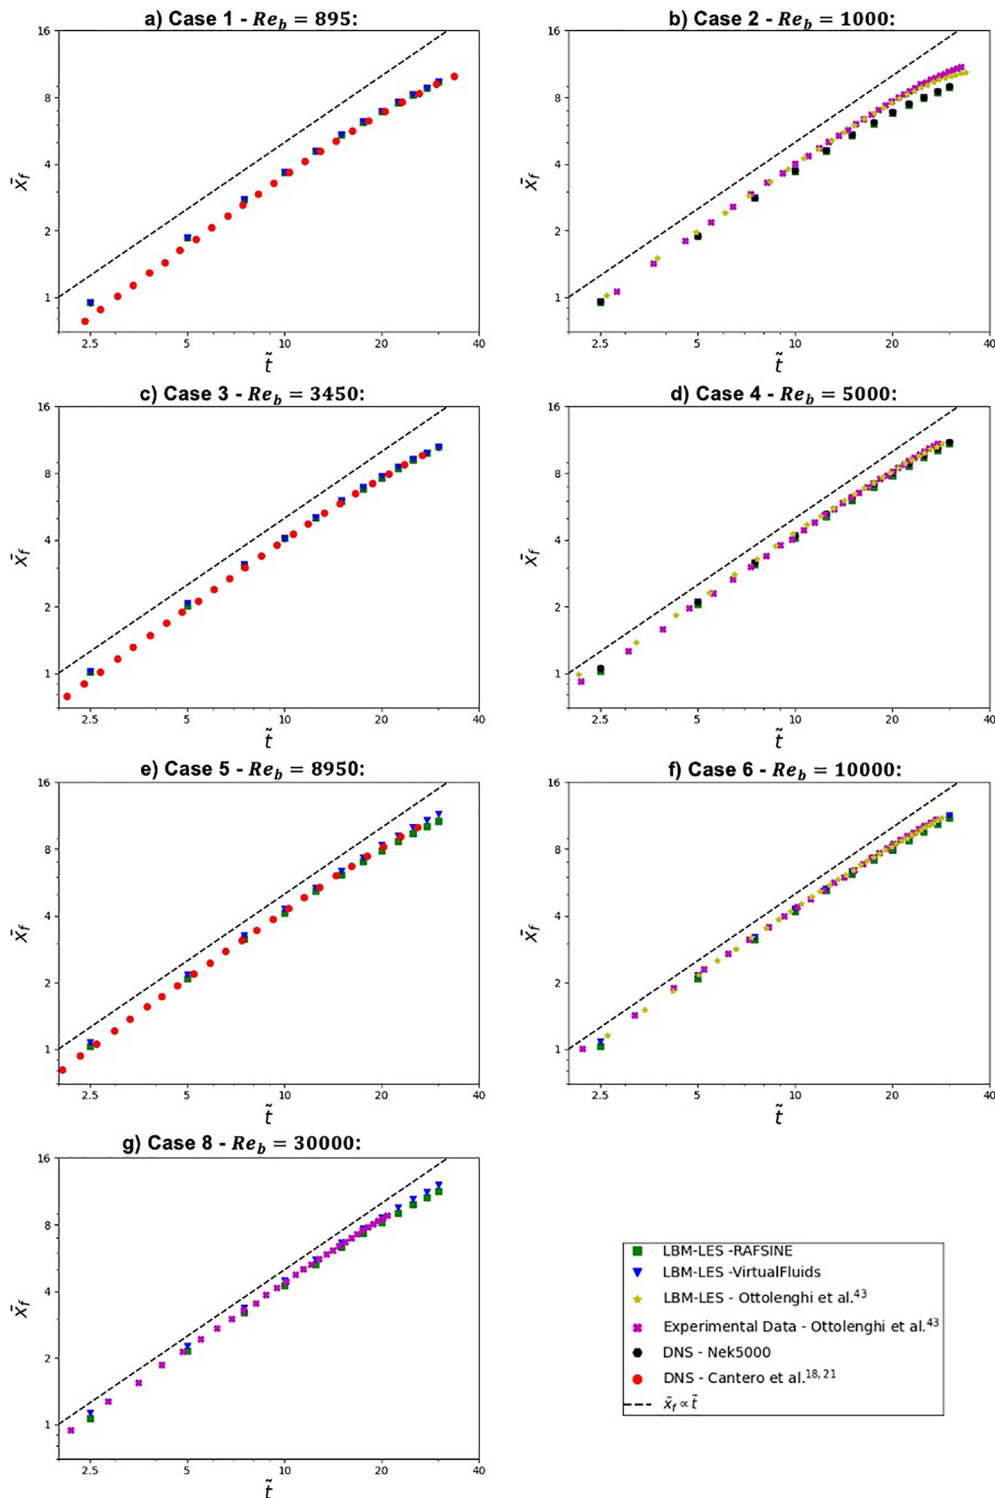 a) Case 1 - Re_b = 895:
b) Case 2 - Re_b = 1000:
16
8
4
2
1
x̄_f
2.5 5 10 20 40
t̃
16
8
4
2
1
x̄_f
2.5 5 10 20 40
t̃
c) Case 3 - Re_b = 3450:
d) Case 4 - Re_b = 5000:
16
8
4
2
1
x̄_f
2.5 5 10 20 40
t̃
16
8
4
2
1
x̄_f
2.5 5 10 20 40
t̃
e) Case 5 - Re_b = 8950:
f) Case 6 - Re_b = 10000:
16
8
4
2
1
x̄_f
2.5 5 10 20 40
t̃
16
8
4
2
1
x̄_f
2.5 5 10 20 40
t̃
g) Case 8 - Re_b = 30000:
16
8
4
2
1
x̄_f
2.5 5 10 20 40
t̃
LBM-LES -RAFSINE
LBM-LES -VirtualFluids
LBM-LES - Ottolenghi et al.⁴³
Experimental Data - Ottolenghi et al.⁴³
DNS - Nek5000
DNS - Cantero et al.¹⁸,²¹
x̃_f ∝ t̃